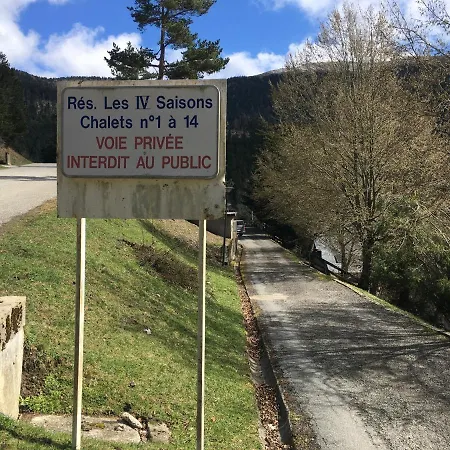 Rés. Les IV Saisons
Chalets n°1 à 14
VOIE PRIVÉE
INTERDIT AU PUBLIC